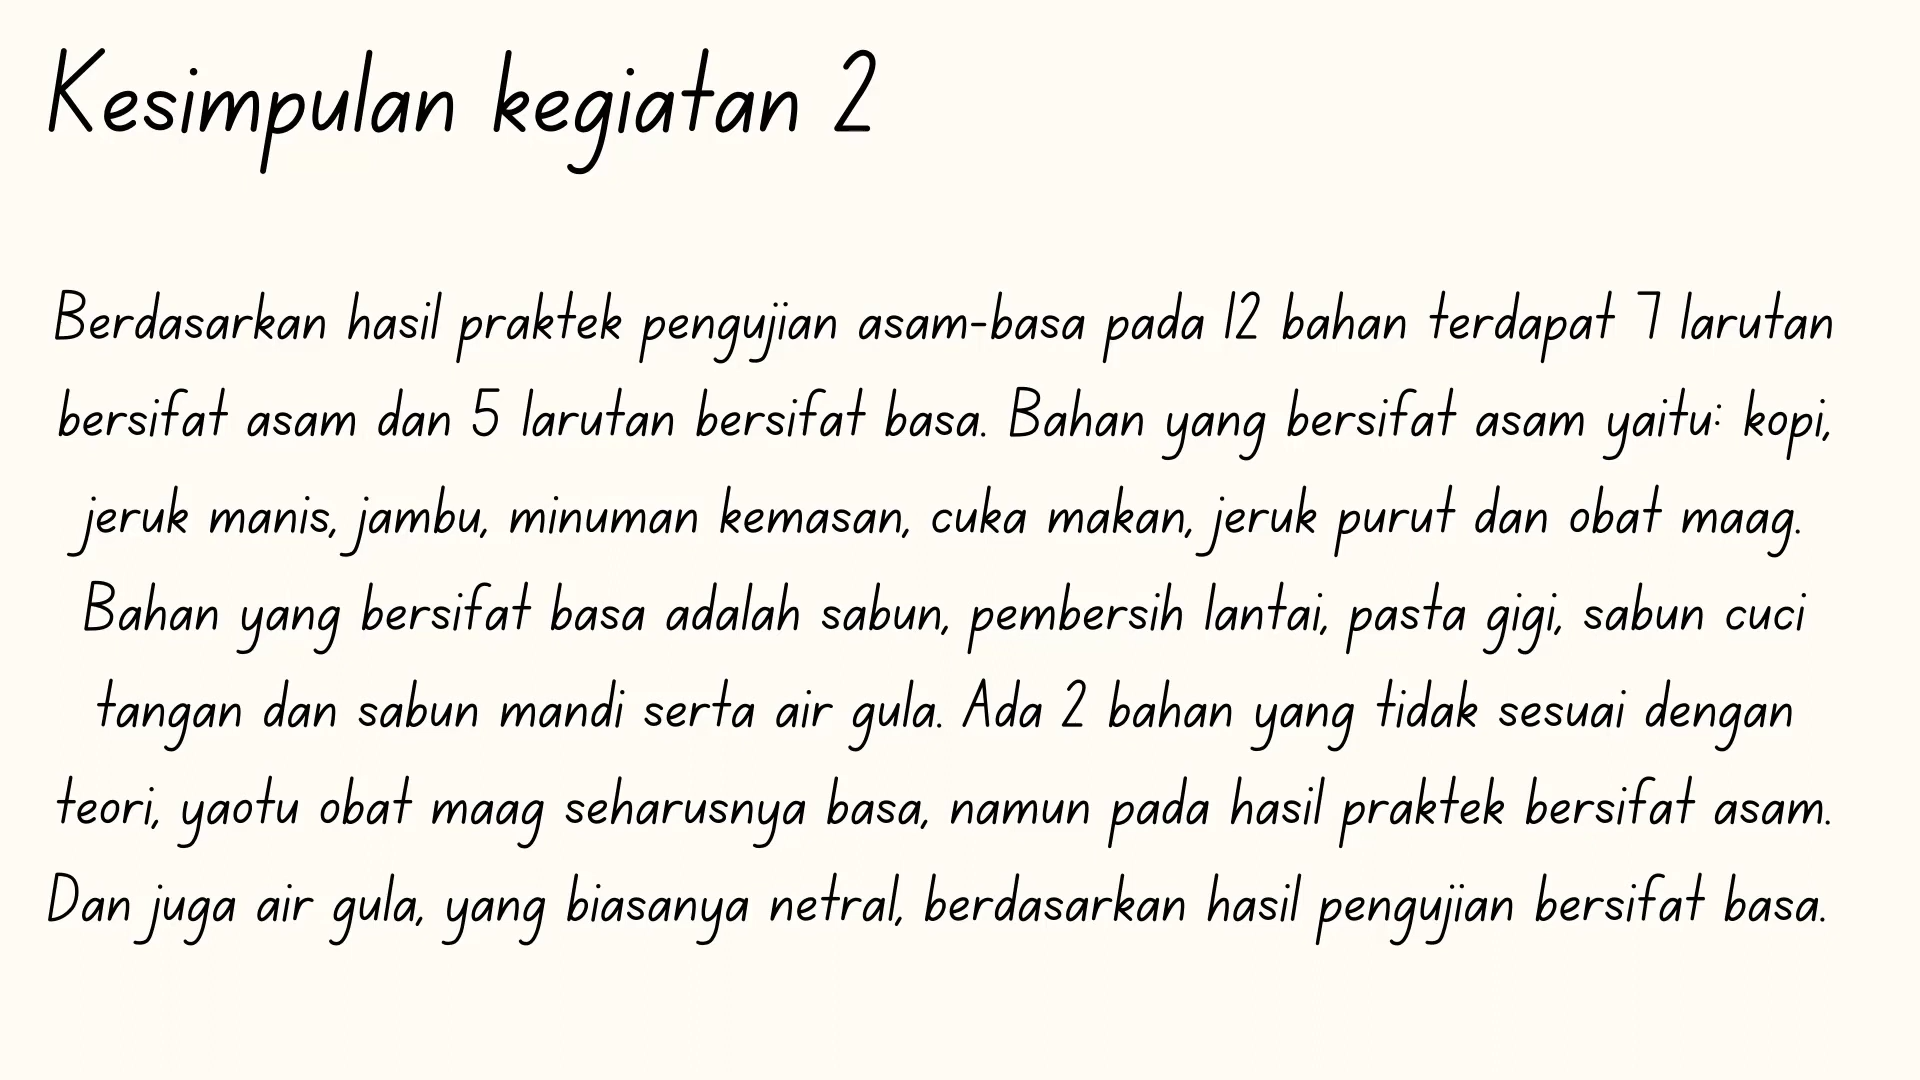 Kesimpulan kegiatan 2
Berdasarkan hasil praktek pengujian asam-basa pada 12 bahan terdapat 7 larutan
bersifat asam dan 5 larutan bersifat basa. Bahan yang bersifat asam yaitu: kopi,
jeruk manis, jambu, minuman kemasan, cuka makan, jeruk purut dan obat maag.
Bahan yang bersifat basa adalah sabun, pembersih lantai, pasta gigi, sabun cuci
tangan dan sabun mandi serta air gula. Ada 2 bahan yang tidak sesuai dengan
teori, yaotu obat maag seharusnya basa, namun pada hasil praktek bersifat asam.
Dan juga air gula, yang biasanya netral, berdasarkan hasil pengujian bersifat basa.